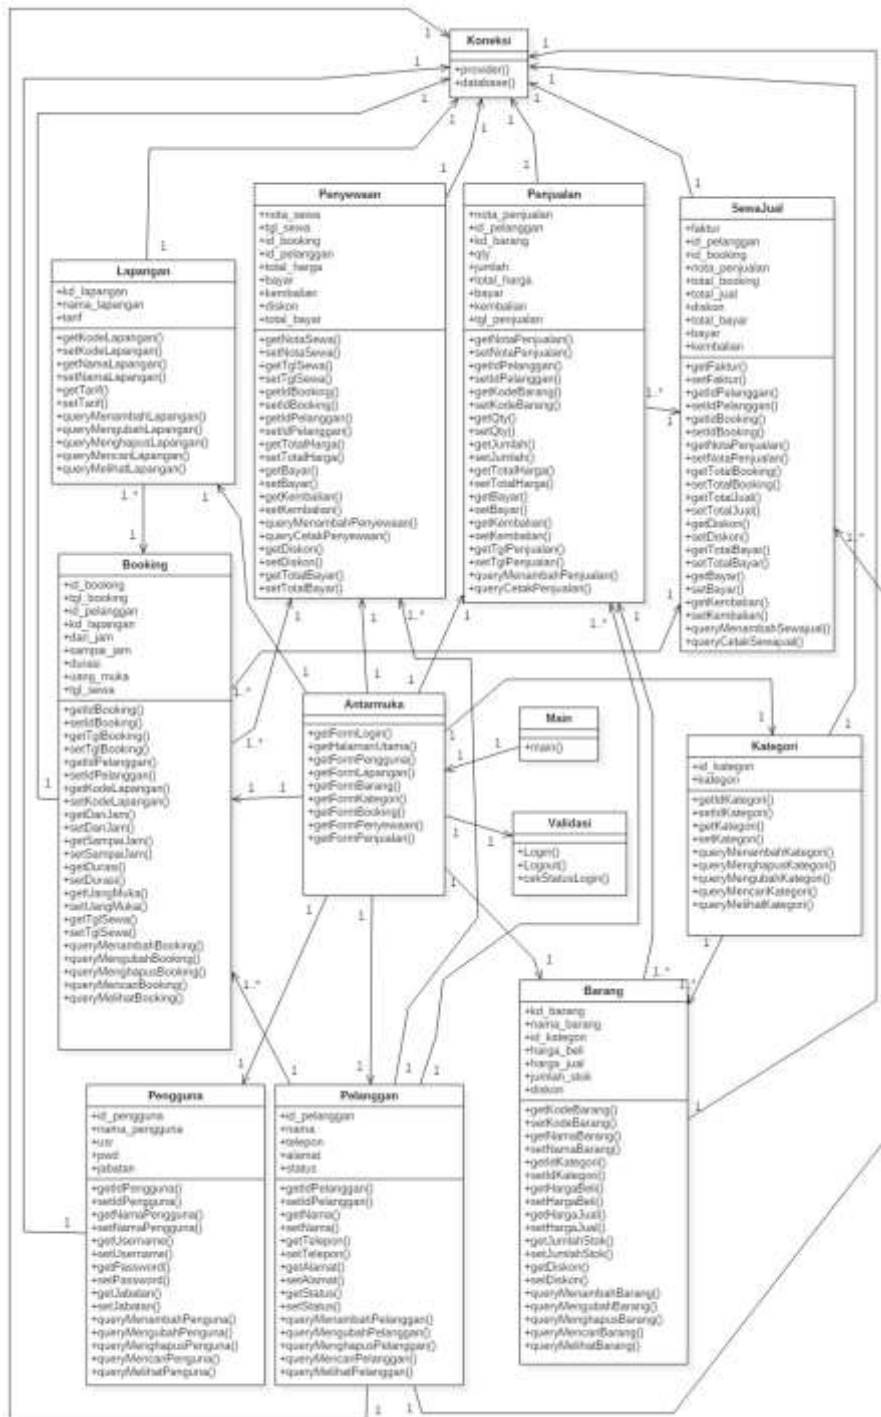 Koneksi
+provider()
+database()
Penyewaan
+nota_sewa
+tgl_sewa
+id_booking
+id_pelanggan
+total_harga
+bayar
+kembalian
+diskon
+total_bayar
+getNotaSewa()
+setNotaSewa()
+getTglSewa()
+setTglSewa()
+getIdBooking()
+setIdBooking()
+getIdPelanggan()
+setIdPelanggan()
+getTotalHarga()
+setTotalHarga()
+getBayar()
+setBayar()
+getKembalian()
+setKembalian()
+queryMenambahPenyewaan()
+queryCetakPenyewaan()
+getDiskon()
+setDiskon()
+getTotalBayar()
+setTotalBayar()
Penjualan
+nota_penjualan
+id_pelanggan
+kd_barang
+qty
+jumlah
+total_harga
+bayar
+kembalian
+tgl_penjualan
+getNotaPenjualan()
+setNotaPenjualan()
+getIdPelanggan()
+setIdPelanggan()
+getKodeBarang()
+setKodeBarang()
+getQty()
+setQty()
+getJumlah()
+setJumlah()
+getTotalHarga()
+setTotalHarga()
+getBayar()
+setBayar()
+getKembalian()
+setKembalian()
+getTglPenjualan()
+setTglPenjualan()
+queryMenambahPenjualan()
+queryCetakPenjualan()
SewaJual
+faktur
+id_pelanggan
+id_booking
+nota_penjualan
+total_booking
+total_jual
+diskon
+total_bayar
+bayar
+kembalian
+getFaktur()
+setFaktur()
+getIdPelanggan()
+setIdPelanggan()
+getIdBooking()
+setIdBooking()
+getNotaPenjualan()
+setNotaPenjualan()
+getTotalBooking()
+setTotalBooking()
+getTotalJual()
+setTotalJual()
+getDiskon()
+setDiskon()
+getTotalBayar()
+setTotalBayar()
+getBayar()
+setBayar()
+getKembalian()
+setKembalian()
+queryMenambahSewajual()
+queryCetakSewajual()
Lapangan
+kd_lapangan
+nama_lapangan
+tarif
+getKodeLapangan()
+setKodeLapangan()
+getNamaLapangan()
+setNamaLapangan()
+getTarif()
+setTarif()
+queryMenambahLapangan()
+queryMengubahLapangan()
+queryMenghapusLapangan()
+queryMencariLapangan()
+queryMelihatLapangan()
Booking
+id_booking
+tgl_booking
+id_pelanggan
+kd_lapangan
+dari_jam
+sampai_jam
+durasi
+uang_muka
+tgl_sewa
+getIdBooking()
+setIdBooking()
+getTglBooking()
+setTglBooking()
+getIdPelanggan()
+setIdPelanggan()
+getKodeLapangan()
+setKodeLapangan()
+getDariJam()
+setDariJam()
+getSampaiJam()
+setSampaiJam()
+getDurasi()
+setDurasi()
+getUangMuka()
+setUangMuka()
+getTglSewa()
+setTglSewa()
+queryMenambahBooking()
+queryMengubahBooking()
+queryMenghapusBooking()
+queryMencariBooking()
+queryMelihatBooking()
Antarmuka
+getFormLogin()
+getHalamanUtama()
+getFormPengguna()
+getFormLapangan()
+getFormBarang()
+getFormKategori()
+getFormBooking()
+getFormPenyewaan()
+getFormPenjualan()
Main
+main()
Validasi
+Login()
+Logout()
+cekStatusLogin()
Kategori
+id_kategori
+kategori
+getIdKategori()
+setIdKategori()
+getKategori()
+setKategori()
+queryMenambahKategori()
+queryMenghapusKategori()
+queryMengubahKategori()
+queryMencariKategori()
+queryMelihatKategori()
Barang
+kd_barang
+nama_barang
+id_kategori
+harga_beli
+harga_jual
+jumlah_stok
+diskon
+getKodeBarang()
+setKodeBarang()
+getNamaBarang()
+setNamaBarang()
+getIdKategori()
+setIdKategori()
+getHargaBeli()
+setHargaBeli()
+getHargaJual()
+setHargaJual()
+getJumlahStok()
+setJumlahStok()
+getDiskon()
+setDiskon()
+queryMenambahBarang()
+queryMengubahBarang()
+queryMenghapusBarang()
+queryMencariBarang()
+queryMelihatBarang()
Pengguna
+id_pengguna
+nama_pengguna
+usr
+pwd
+jabatan
+getIdPengguna()
+setIdPengguna()
+getNamaPengguna()
+setNamaPengguna()
+getUsername()
+setUsername()
+getPassword()
+setPassword()
+getJabatan()
+setJabatan()
+queryMenambahPenguna()
+queryMengubahPenguna()
+queryMenghapusPenguna()
+queryMencariPenguna()
+queryMelihatPenguna()
Pelanggan
+id_pelanggan
+nama
+telepon
+alamat
+status
+getIdPelanggan()
+setIdPelanggan()
+getNama()
+setNama()
+getTelepon()
+setTelepon()
+getAlamat()
+setAlamat()
+getStatus()
+setStatus()
+queryMenambahPelanggan()
+queryMengubahPelanggan()
+queryMenghapusPelanggan()
+queryMencariPelanggan()
+queryMelihatPelanggan()